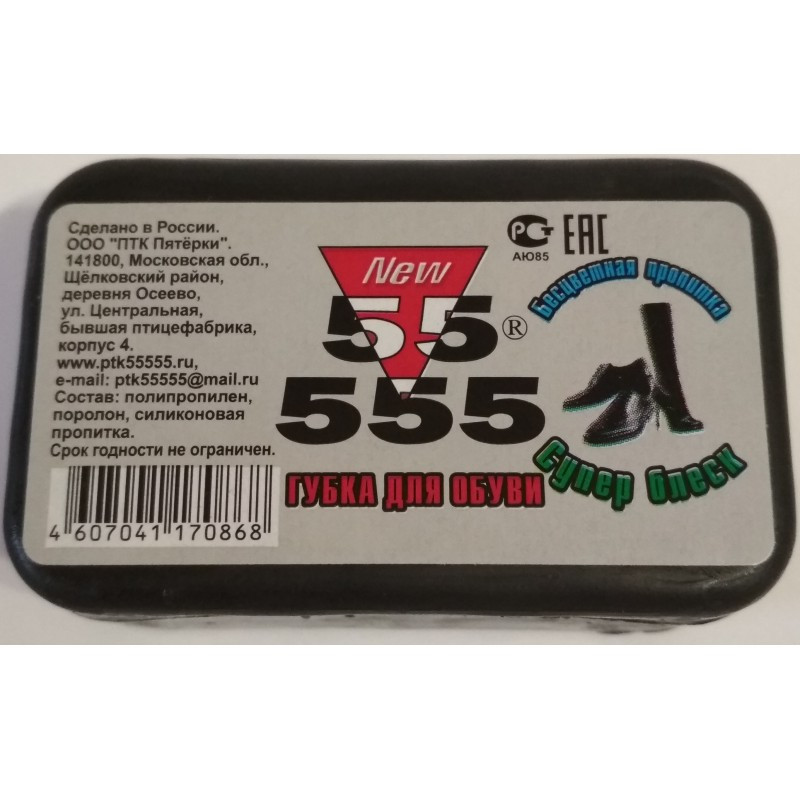 Сделано в России.
ООО "ПТК Пятёрки".
141800, Московская обл.,
Щёлковский район,
деревня Осеево,
ул. Центральная,
бывшая птицефабрика,
корпус 4.
www.ptk55555.ru,
e-mail: ptk55555@mail.ru
Состав: полипропилен,
поролон, силиконовая
пропитка.
Срок годности не ограничен.
4 607041 170868
New
55®
555
ГУБКА ДЛЯ ОБУВИ
РСТ ЕАС
АЮ85
Бесцветная пропитка
Супер блеск